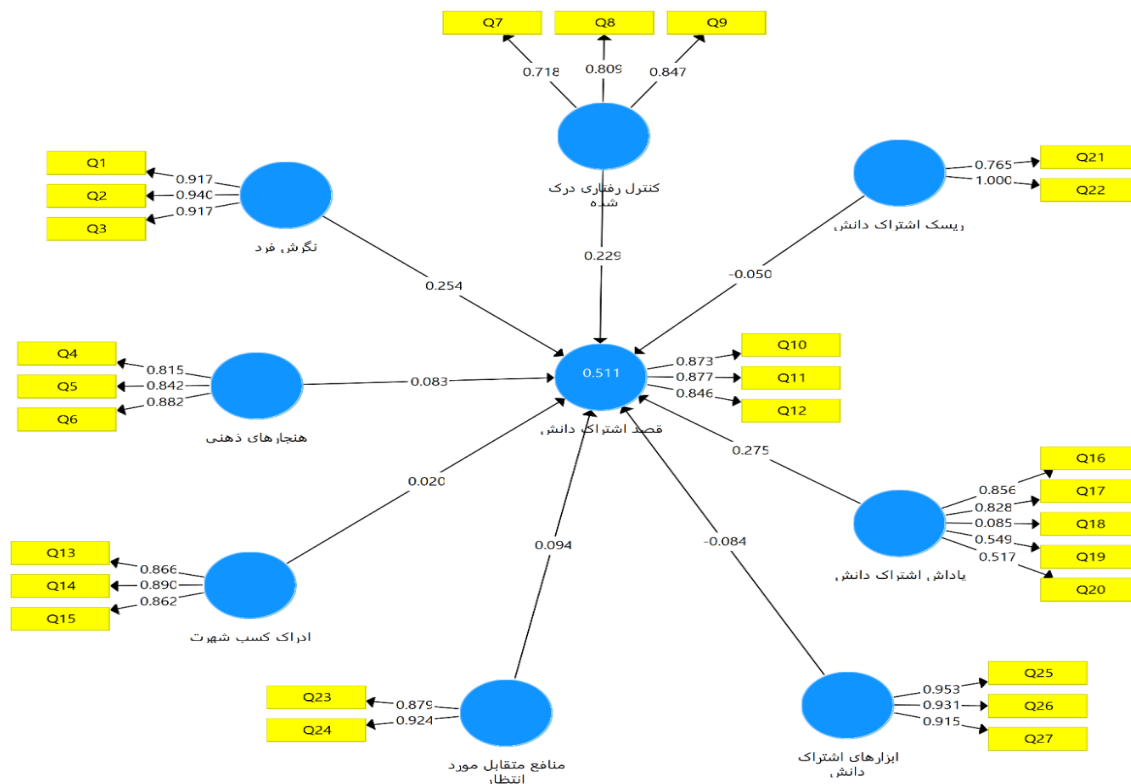 Q7
Q8
Q9
0.718
0.809
0.847
کنترل رفتاری درک
شده
Q1
Q2
Q3
0.917
0.940
0.917
نگرش فرد
Q21
Q22
0.765
1.000
ریسک اشتراک دانش
0.254
0.229
-0.050
Q4
Q5
Q6
0.815
0.842
0.882
هنجارهای ذهنی
0.083
0.511
قصد اشتراک دانش
0.873
0.877
0.846
Q10
Q11
Q12
0.020
0.094
-0.084
0.275
Q13
Q14
Q15
0.866
0.890
0.862
ادراک کسب شهرت
Q16
Q17
Q18
Q19
Q20
0.856
0.828
0.085
0.549
0.517
پاداش اشتراک دانش
Q23
Q24
0.879
0.924
منافع متقابل مورد
انتظار
Q25
Q26
Q27
0.953
0.931
0.915
ابزارهای اشتراک
دانش